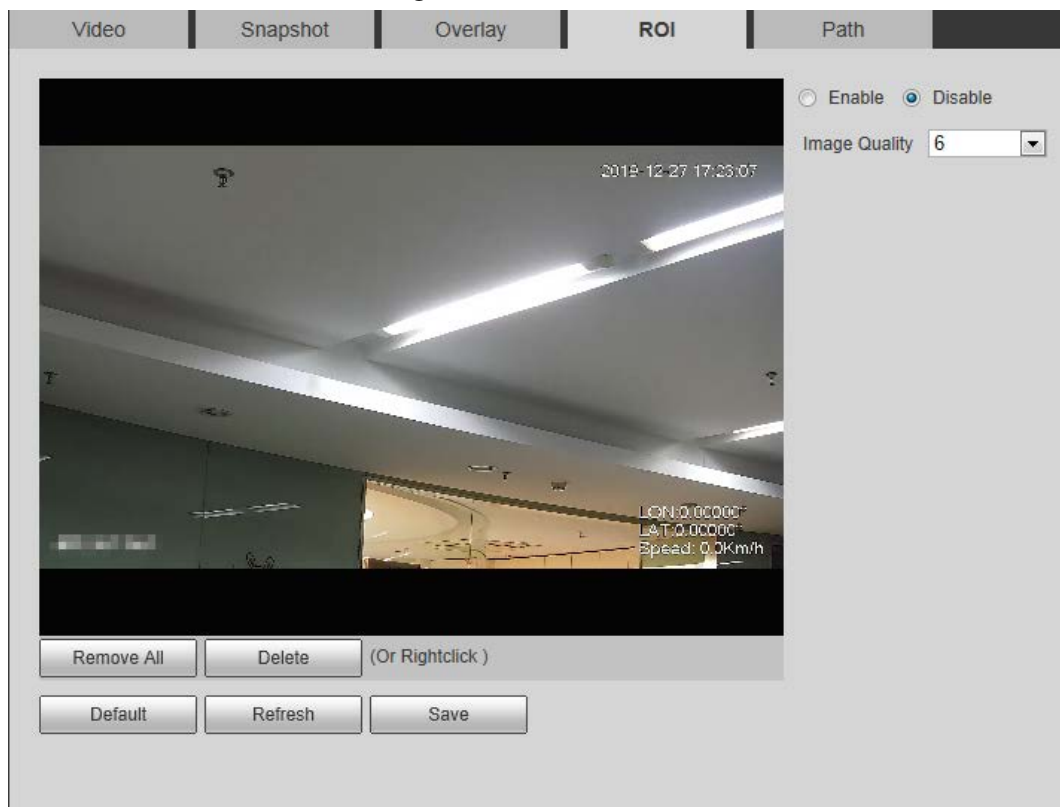 Video Snapshot Overlay ROI Path
Enable Disable
Image Quality 6
2019-12-27 17:23:07
LON:0.00000°
LAT:0.00000°
Speed: 0.0Km/h
Remove All Delete (Or Rightclick )
Default Refresh Save